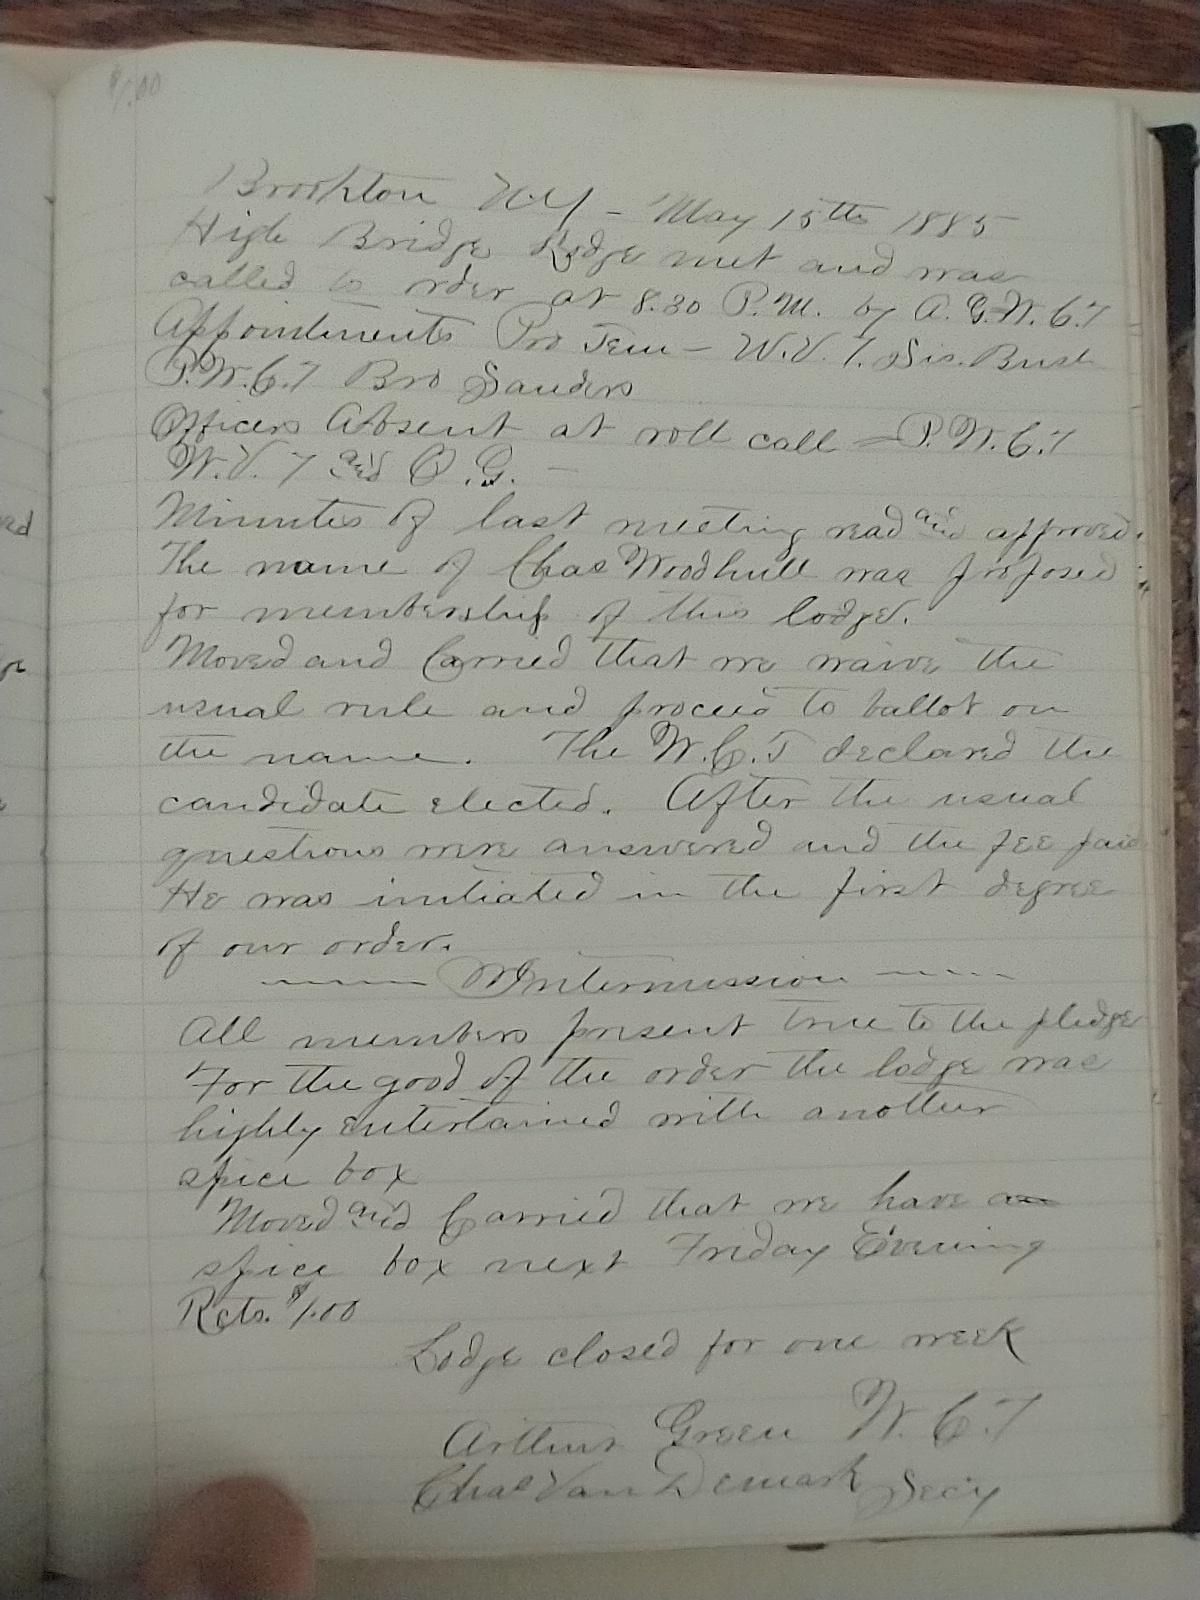 $1.00
Brookton N.Y. - May 15th 1885
High Bridge Lodge met and was
called to order at 8.30 P.M. by A. G. W. C. T
Appointments Pro Tem - W. V. T. Sis. Bush
P. W. C. T Bro Sanders
Officers Absent at roll call = P. W. C. T
W. V. T and O. G. -
Minutes of last meeting read and approved.
The name of Chas Woodhull was proposed
for membership of this lodge.
Moved and Carried that we waive the
usual rule and proceed to ballot on
the name. The W. C. T declared the
candidate elected. After the usual
questions were answered and the fee paid
He was initiated in the first degree
of our order.
Intermission
All members present true to the pledge
For the good of the order the lodge was
highly entertained with another
spice box
Moved and Carried that we have
spice box next Friday Evening
Rcts. $1.00
Lodge closed for one week
Arthur Green W. C. T
Chas Van Demark Secy